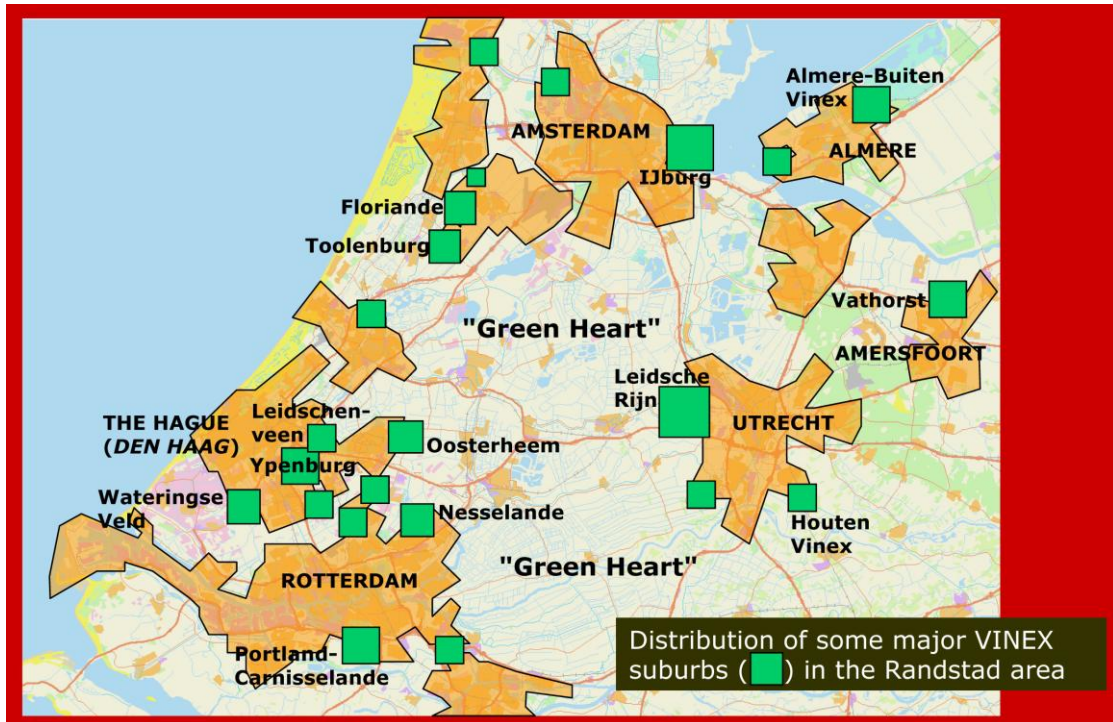 Almere-Buiten
Vinex
AMSTERDAM
ALMERE
IJburg
Floriande
Toolenburg
Vathorst
"Green Heart"
AMERSFOORT
Leidsche
Rijn
THE HAGUE
(DEN HAAG)
Leidschen-
veen
UTRECHT
Oosterheem
Ypenburg
Wateringse
Veld
Nesselande
Houten
Vinex
"Green Heart"
ROTTERDAM
Portland-
Carnisselande
Distribution of some major VINEX
suburbs ( ) in the Randstad area